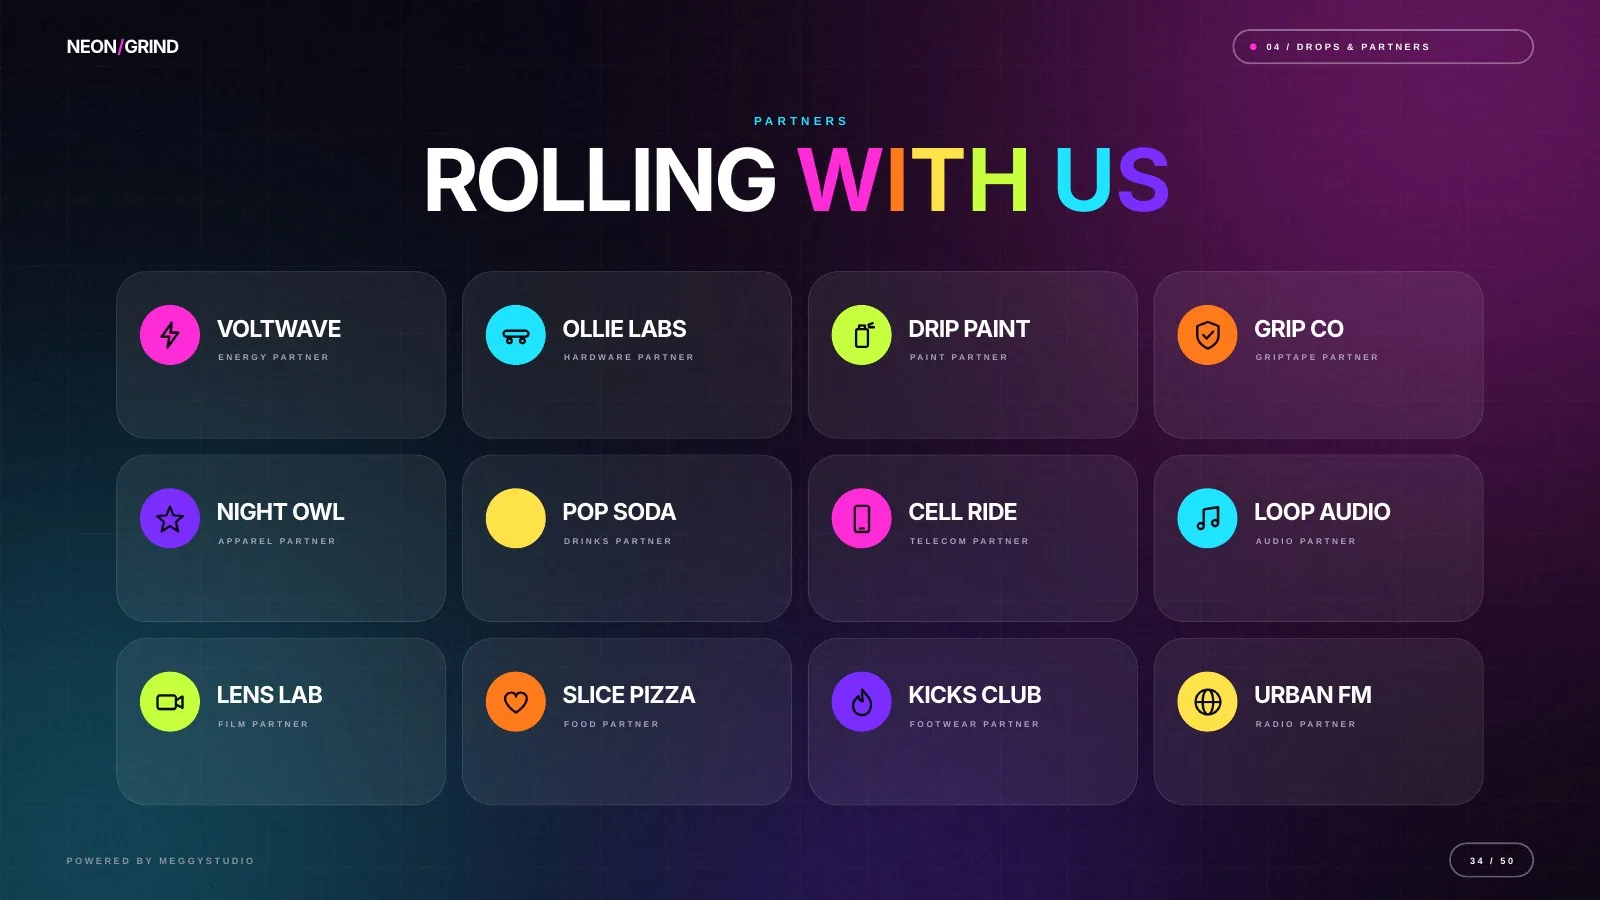 NEON/GRIND
04 / DROPS & PARTNERS
PARTNERS
ROLLING WITH US
VOLTWAVE
ENERGY PARTNER
OLLIE LABS
HARDWARE PARTNER
DRIP PAINT
PAINT PARTNER
GRIP CO
GRIPTAPE PARTNER
NIGHT OWL
APPAREL PARTNER
POP SODA
DRINKS PARTNER
CELL RIDE
TELECOM PARTNER
LOOP AUDIO
AUDIO PARTNER
LENS LAB
FILM PARTNER
SLICE PIZZA
FOOD PARTNER
KICKS CLUB
FOOTWEAR PARTNER
URBAN FM
RADIO PARTNER
POWERED BY MEGGYSTUDIO
34 / 50